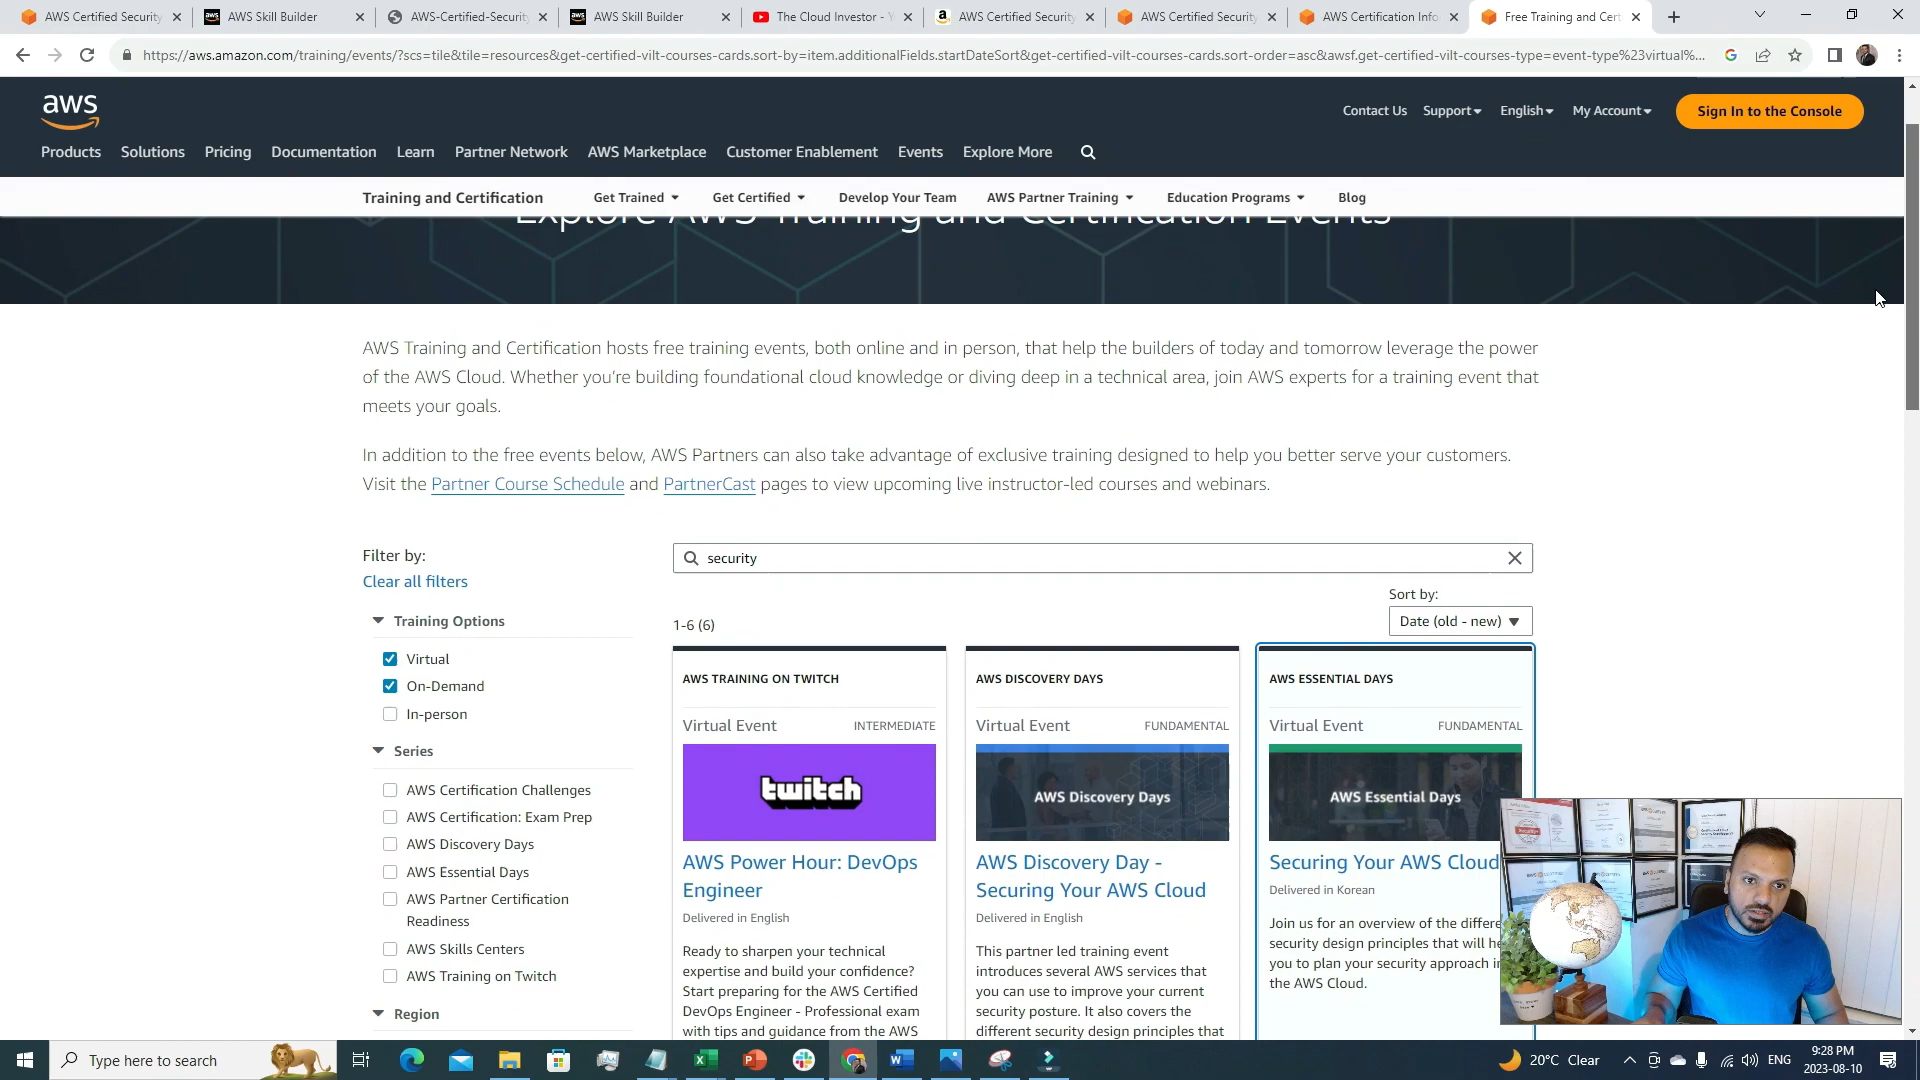 AWS Certified Security
AWS Skill Builder
AWS-Certified-Security
AWS Skill Builder
The Cloud Investor - Y
AWS Certified Security
AWS Certified Security
AWS Certification Info
Free Training and Cert
https://aws.amazon.com/training/events/?scs=tile&tile=resources&get-certified-vilt-courses-cards.sort-by=item.additionalFields.startDateSort&get-certified-vilt-courses-cards.sort-order=asc&awsf.get-certified-vilt-courses-type=event-type%23virtual%...
aws
Contact Us
Support
English
My Account
Sign In to the Console
Products
Solutions
Pricing
Documentation
Learn
Partner Network
AWS Marketplace
Customer Enablement
Events
Explore More
Training and Certification
Get Trained
Get Certified
Develop Your Team
AWS Partner Training
Education Programs
Blog
Explore AWS Training and Certification Events
AWS Training and Certification hosts free training events, both online and in person, that help the builders of today and tomorrow leverage the power
of the AWS Cloud. Whether you're building foundational cloud knowledge or diving deep in a technical area, join AWS experts for a training event that
meets your goals.
In addition to the free events below, AWS Partners can also take advantage of exclusive training designed to help you better serve your customers.
Visit the Partner Course Schedule and PartnerCast pages to view upcoming live instructor-led courses and webinars.
Filter by:
Clear all filters
Training Options
Virtual
On-Demand
In-person
Series
AWS Certification Challenges
AWS Certification: Exam Prep
AWS Discovery Days
AWS Essential Days
AWS Partner Certification
Readiness
AWS Skills Centers
AWS Training on Twitch
Region
security
Sort by:
1-6 (6)
Date (old - new)
AWS TRAINING ON TWITCH
Virtual Event
INTERMEDIATE
twitch
AWS Power Hour: DevOps
Engineer
Delivered in English
Ready to sharpen your technical
expertise and build your confidence?
Start preparing for the AWS Certified
DevOps Engineer - Professional exam
with tips and guidance from the AWS
AWS DISCOVERY DAYS
Virtual Event
FUNDAMENTAL
AWS Discovery Days
AWS Discovery Day -
Securing Your AWS Cloud
Delivered in English
This partner led training event
introduces several AWS services that
you can use to improve your current
security posture. It also covers the
different security design principles that
AWS ESSENTIAL DAYS
Virtual Event
FUNDAMENTAL
AWS Essential Days
Securing Your AWS Cloud
Delivered in Korean
Join us for an overview of the differe
security design principles that will he
you to plan your security approach in
the AWS Cloud.
Type here to search
20°C Clear
ENG
9:28 PM
2023-08-10